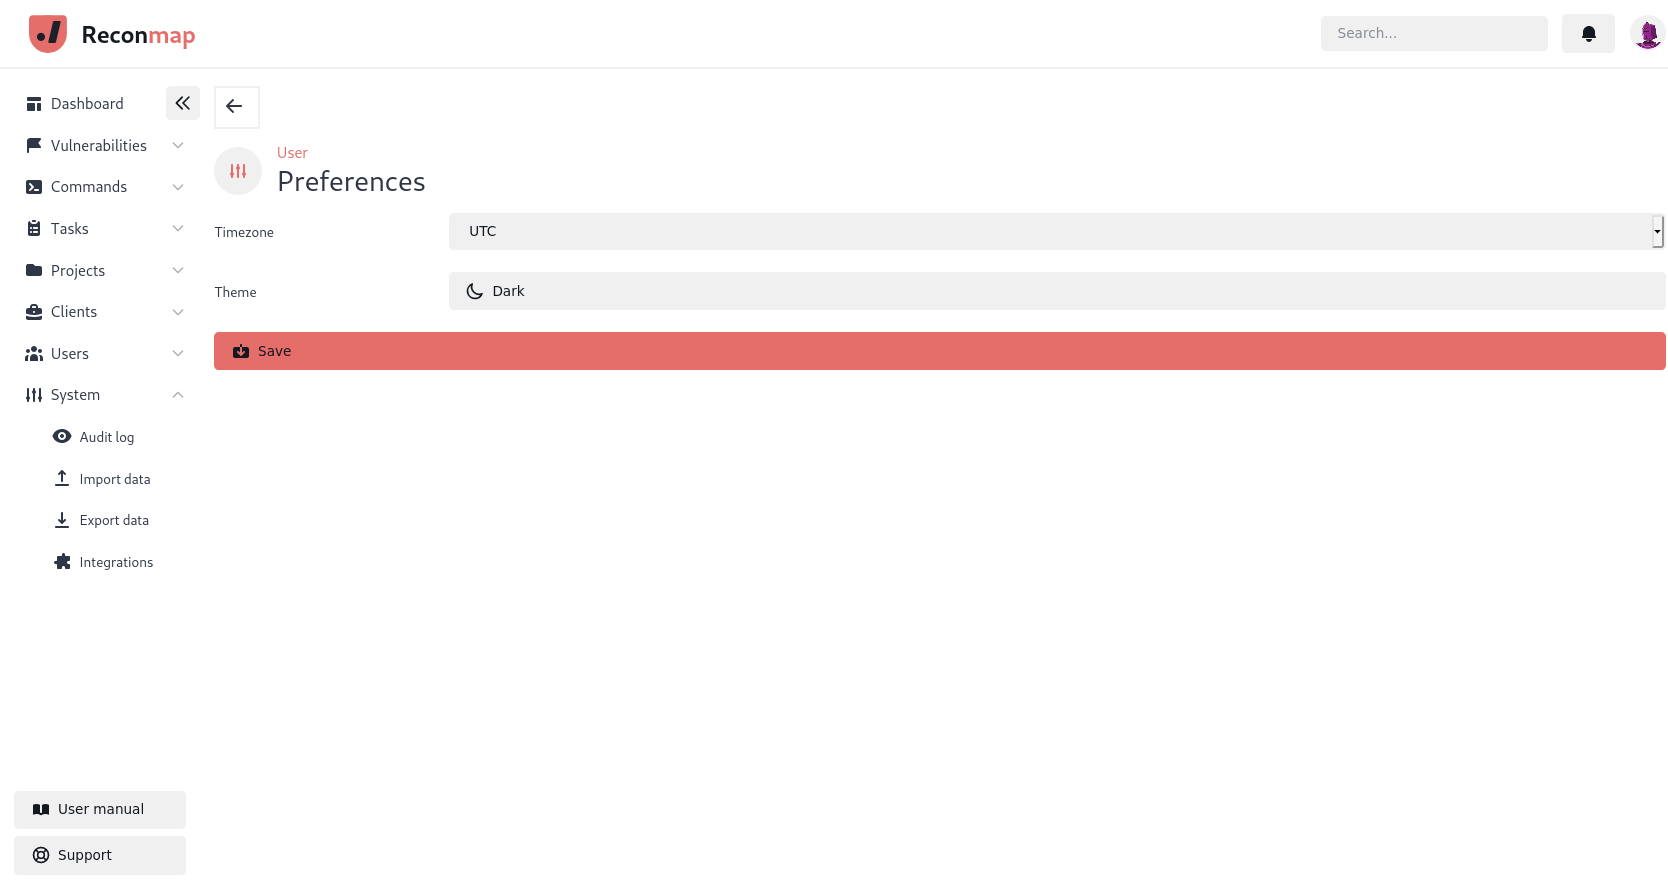 Reconmap
Search...
Dashboard
Vulnerabilities
Commands
Tasks
Projects
Clients
Users
System
Audit log
Import data
Export data
Integrations
User manual
Support
User
Preferences
Timezone
UTC
Theme
Dark
Save